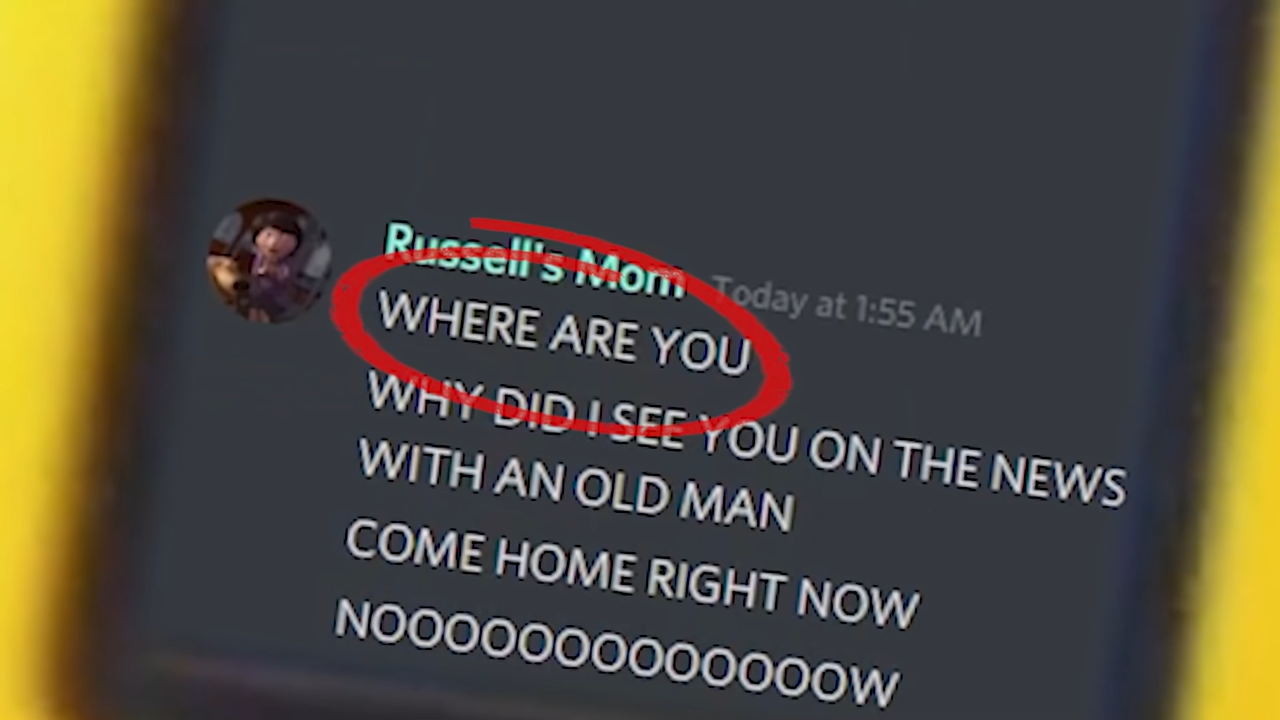 Russell's Mom Today at 1:55 AM
WHERE ARE YOU
WHY DID I SEE YOU ON THE NEWS
WITH AN OLD MAN
COME HOME RIGHT NOW
NOOOOOOOOOOOOOW